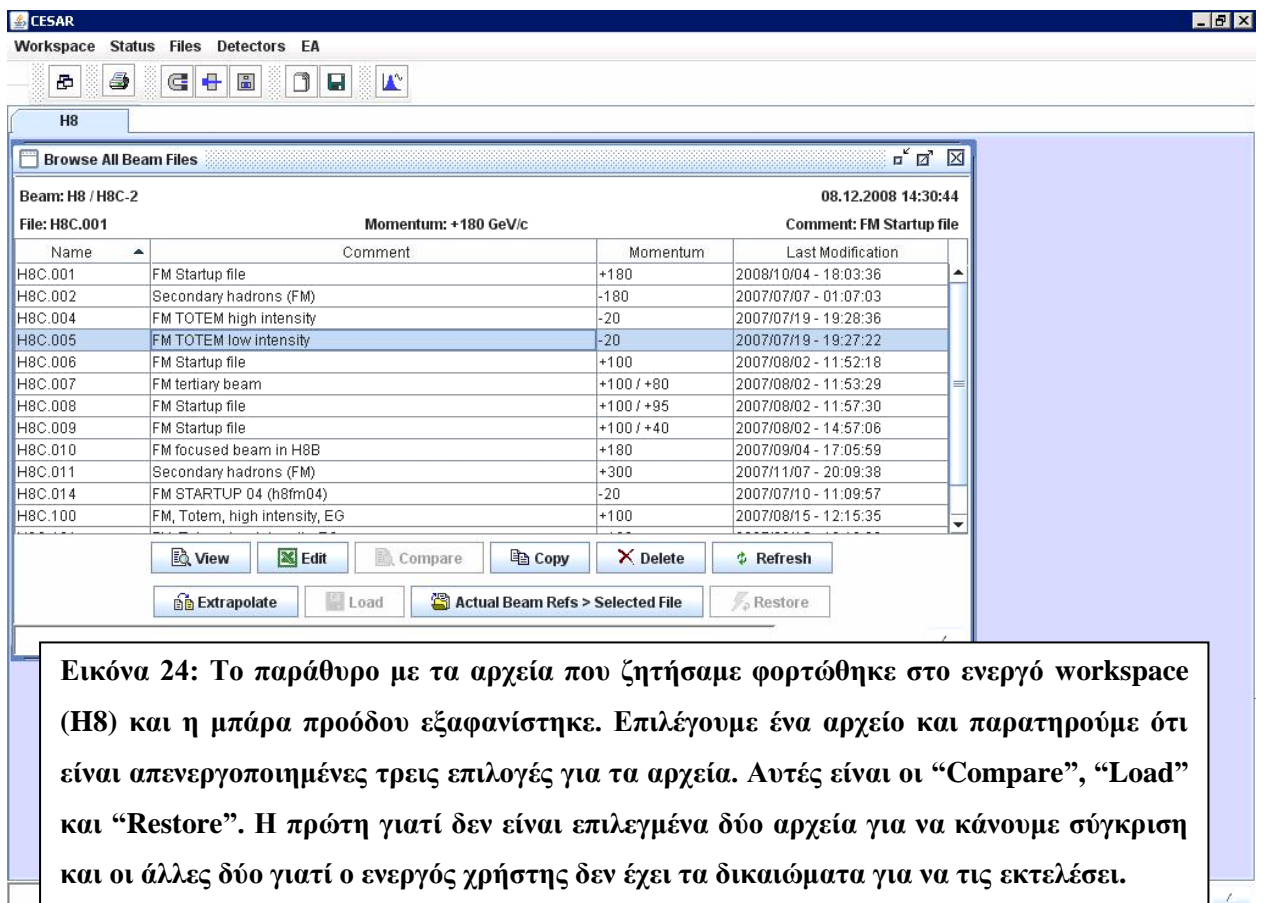 CESAR
Workspace Status Files Detectors EA
H8
Browse All Beam Files
Beam: H8 / H8C-2 08.12.2008 14:30:44
File: H8C.001 Momentum: +180 GeV/c Comment: FM Startup file
Name Comment Momentum Last Modification
H8C.001 FM Startup file +180 2008/10/04 - 18:03:36
H8C.002 Secondary hadrons (FM) -180 2007/07/07 - 01:07:03
H8C.004 FM TOTEM high intensity -20 2007/07/19 - 19:28:36
H8C.005 FM TOTEM low intensity -20 2007/07/19 - 19:27:22
H8C.006 FM Startup file +100 2007/08/02 - 11:52:18
H8C.007 FM tertiary beam +100 / +80 2007/08/02 - 11:53:29
H8C.008 FM Startup file +100 / +95 2007/08/02 - 11:57:30
H8C.009 FM Startup file +100 / +40 2007/08/02 - 14:57:06
H8C.010 FM focused beam in H8B +180 2007/09/04 - 17:05:59
H8C.011 Secondary hadrons (FM) +300 2007/11/07 - 20:09:38
H8C.014 FM STARTUP 04 (h8fm04) -20 2007/07/10 - 11:09:57
H8C.100 FM, Totem, high intensity, EG +100 2007/08/15 - 12:15:35
View Edit Compare Copy Delete Refresh
Extrapolate Load Actual Beam Refs > Selected File Restore
Εικόνα 24: Το παράθυρο με τα αρχεία που ζητήσαμε φορτώθηκε στο ενεργό workspace
(H8) και η μπάρα προόδου εξαφανίστηκε. Επιλέγουμε ένα αρχείο και παρατηρούμε ότι
είναι απενεργοποιημένες τρεις επιλογές για τα αρχεία. Αυτές είναι οι “Compare”, “Load”
και “Restore”. Η πρώτη γιατί δεν είναι επιλεγμένα δύο αρχεία για να κάνουμε σύγκριση
και οι άλλες δύο γιατί ο ενεργός χρήστης δεν έχει τα δικαιώματα για να τις εκτελέσει.